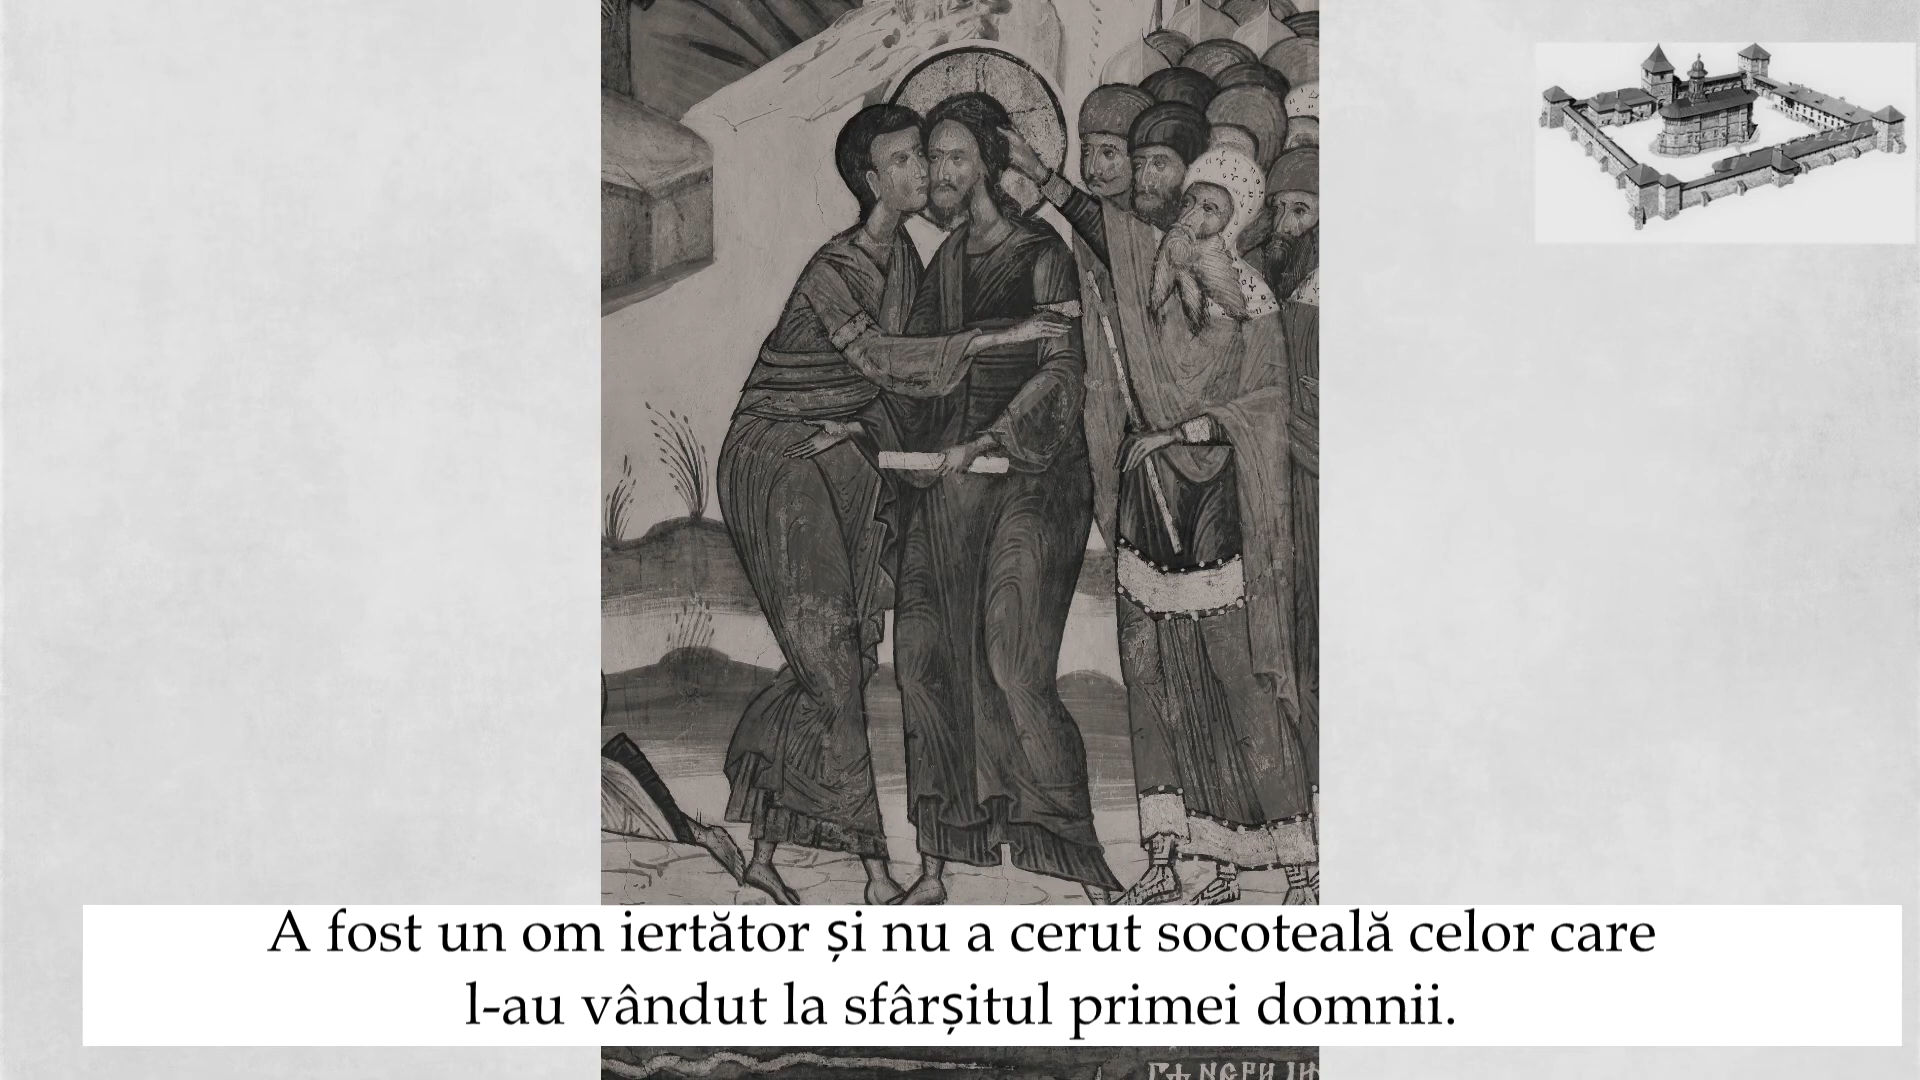 A fost un om iertător și nu a cerut socoteală celor care
l-au vândut la sfârșitul primei domnii.